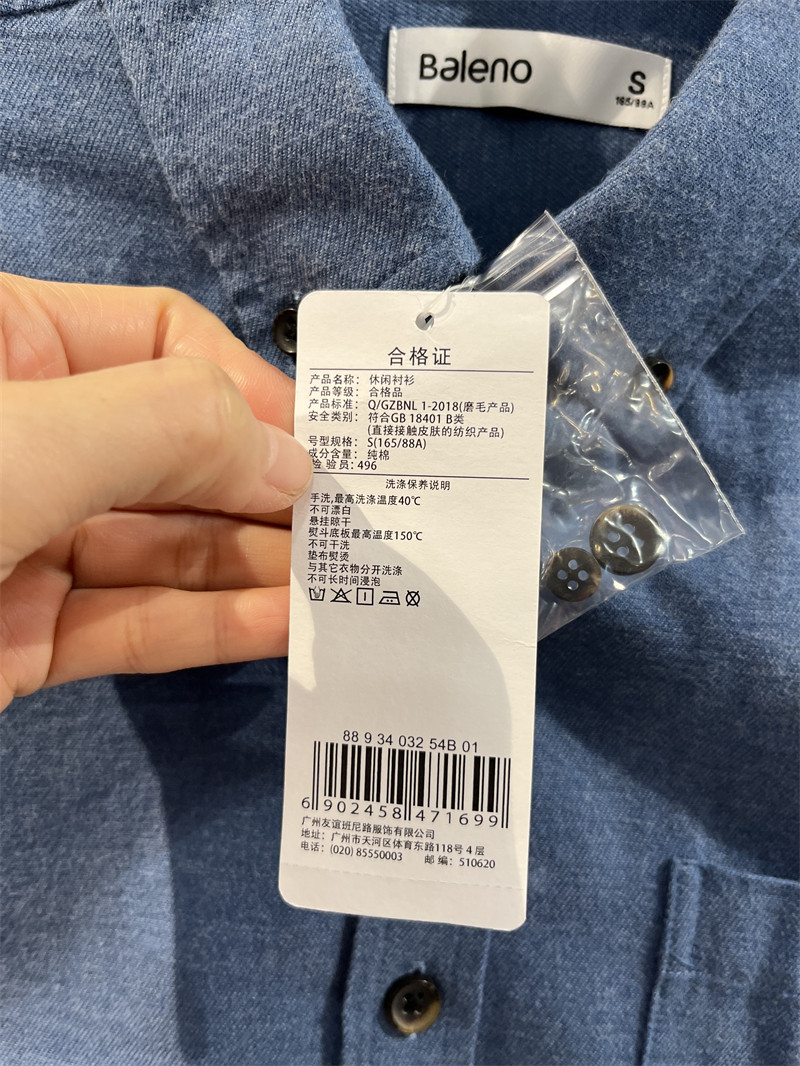 Baleno
S
165/88A
合格证
产品名称： 休闲衬衫
产品等级： 合格品
产品标准： Q/GZBNL 1-2018(磨毛产品)
安全类别： 符合GB 18401 B类
(直接接触皮肤的纺织产品)
号型规格： S(165/88A)
成分含量： 纯棉
检 验 员: 496
洗涤保养说明
手洗,最高洗涤温度40℃
不可漂白
悬挂晾干
熨斗底板最高温度150℃
不可干洗
垫布熨烫
与其它衣物分开洗涤
不可长时间浸泡
88 9 34 032 54B 01
6 902458 471699
广州友谊班尼路服饰有限公司
地址：广州市天河区体育东路118号４层
电话：(020) 85550003 邮 编：510620